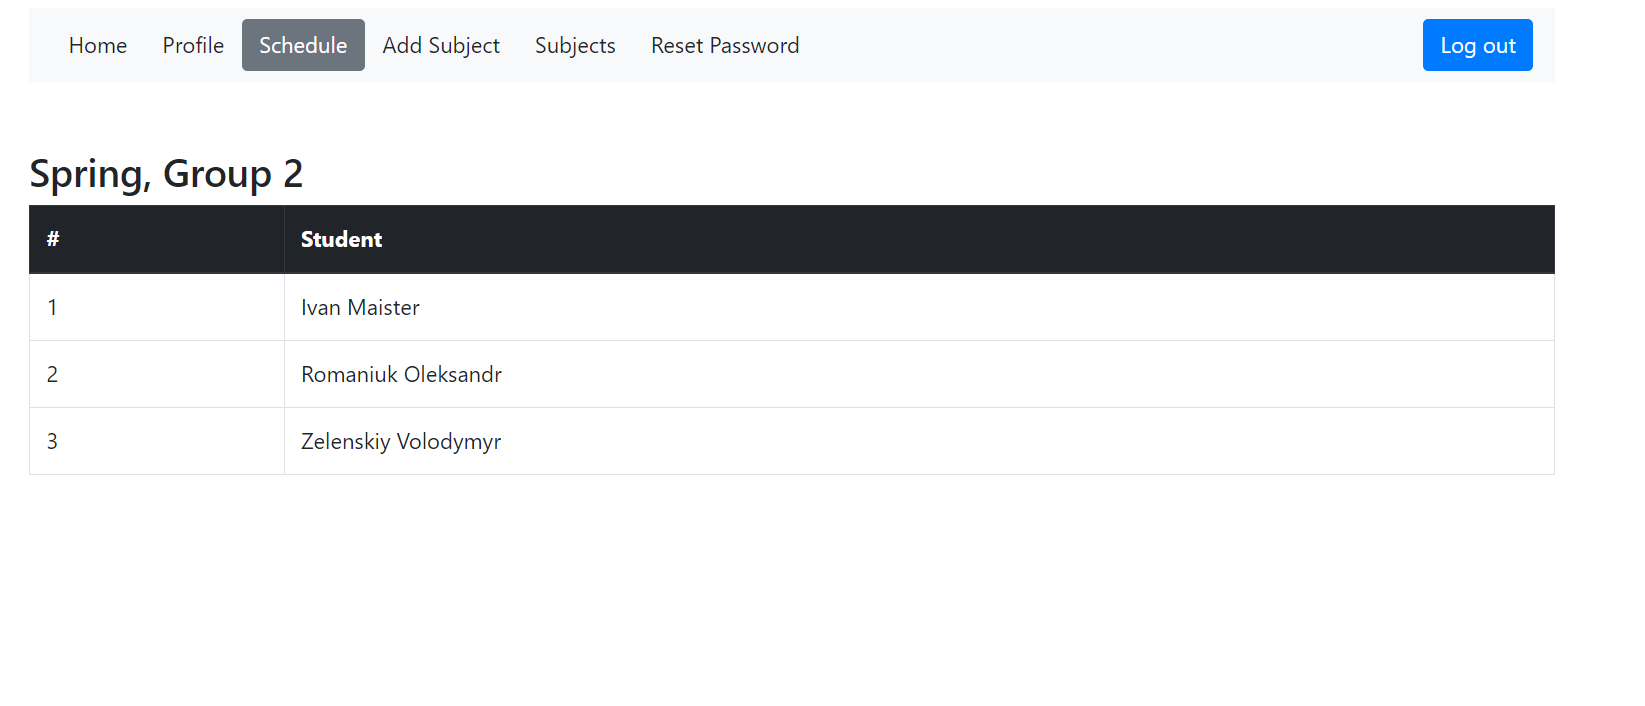 Home Profile Schedule Add Subject Subjects Reset Password Log out
Spring, Group 2
# Student
1 Ivan Maister
2 Romaniuk Oleksandr
3 Zelenskiy Volodymyr